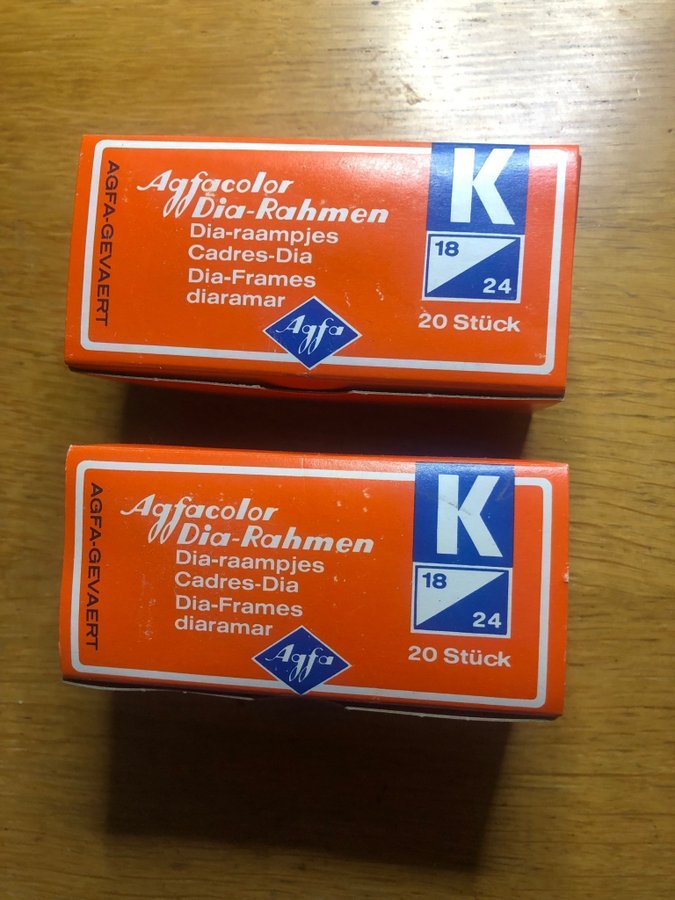 AGFA-GEVAERT
Agfacolor
Dia-Rahmen
Dia-raampjes
Cadres-Dia
Dia-Frames
diaramar
Agfa
K
18
24
20 Stück
AGFA-GEVAERT
Agfacolor
Dia-Rahmen
Dia-raampjes
Cadres-Dia
Dia-Frames
diaramar
Agfa
K
18
24
20 Stück